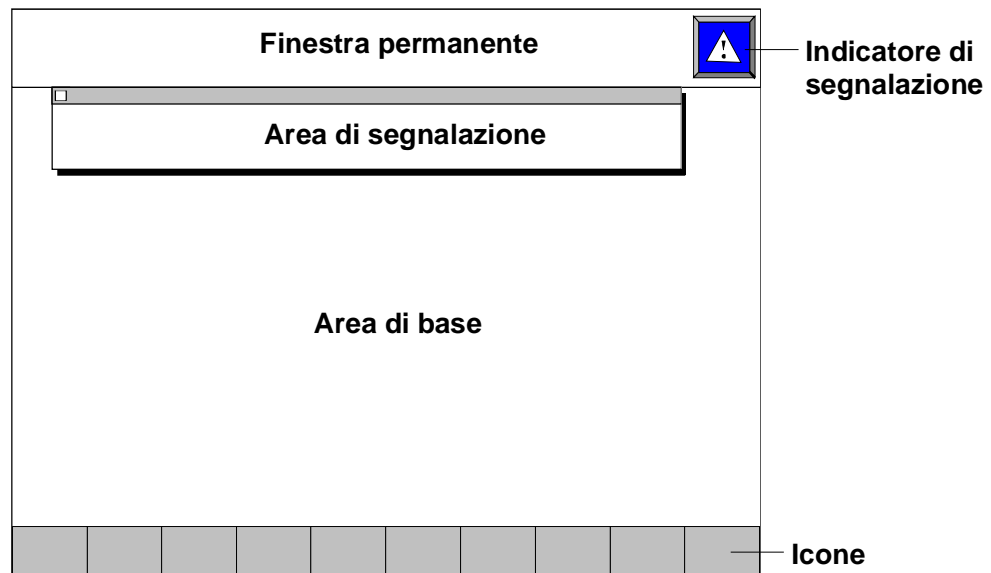 Finestra permanente
Indicatore di
segnalazione
Area di segnalazione
Area di base
Icone